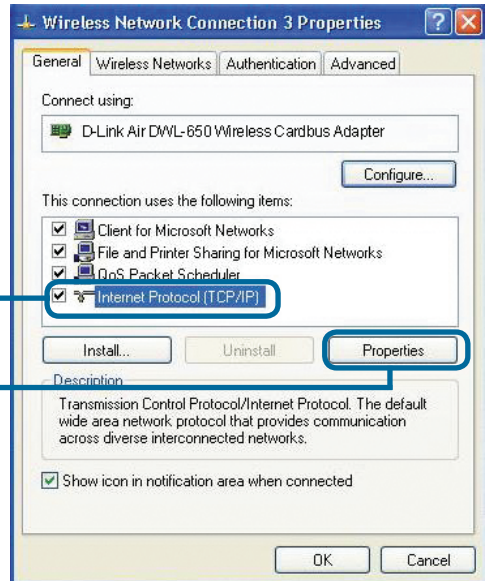 Wireless Network Connection 3 Properties
General Wireless Networks Authentication Advanced
Connect using:
D-Link Air DWL-650 Wireless Cardbus Adapter
Configure...
This connection uses the following items:
Client for Microsoft Networks
File and Printer Sharing for Microsoft Networks
QoS Packet Scheduler
Internet Protocol (TCP/IP)
Install... Uninstall Properties
Description
Transmission Control Protocol/Internet Protocol. The default
wide area network protocol that provides communication
across diverse interconnected networks.
Show icon in notification area when connected
OK Cancel